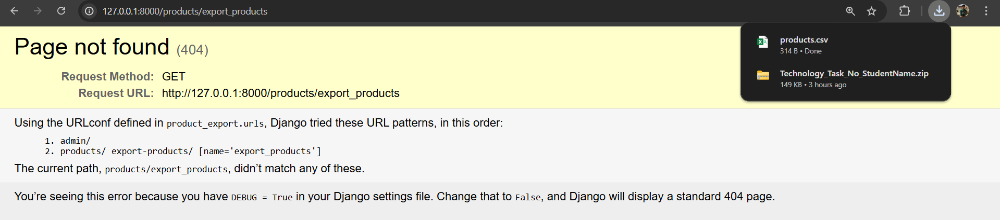 127.0.0.1:8000/products/export_products
products.csv
314 B • Done
Technology_Task_No_StudentName.zip
149 KB • 3 hours ago
Page not found (404)
Request Method: GET
Request URL: http://127.0.0.1:8000/products/export_products
Using the URLconf defined in product_export.urls, Django tried these URL patterns, in this order:
1. admin/
2. products/ export-products/ [name='export_products']
The current path, products/export_products, didn’t match any of these.
You’re seeing this error because you have DEBUG = True in your Django settings file. Change that to False, and Django will display a standard 404 page.